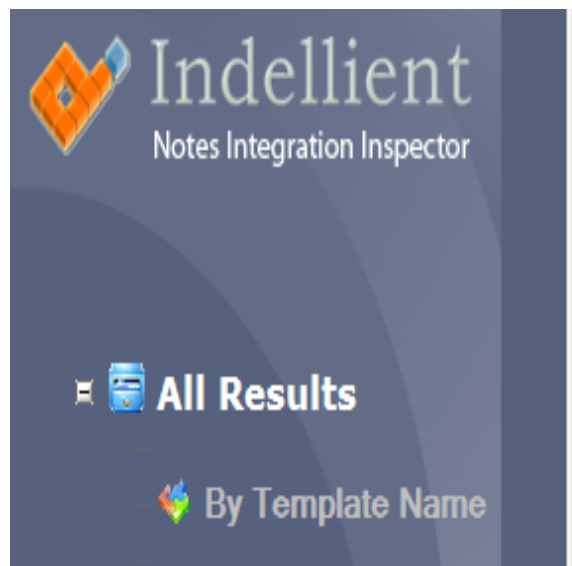 Indellient
Notes Integration Inspector
All Results
By Template Name